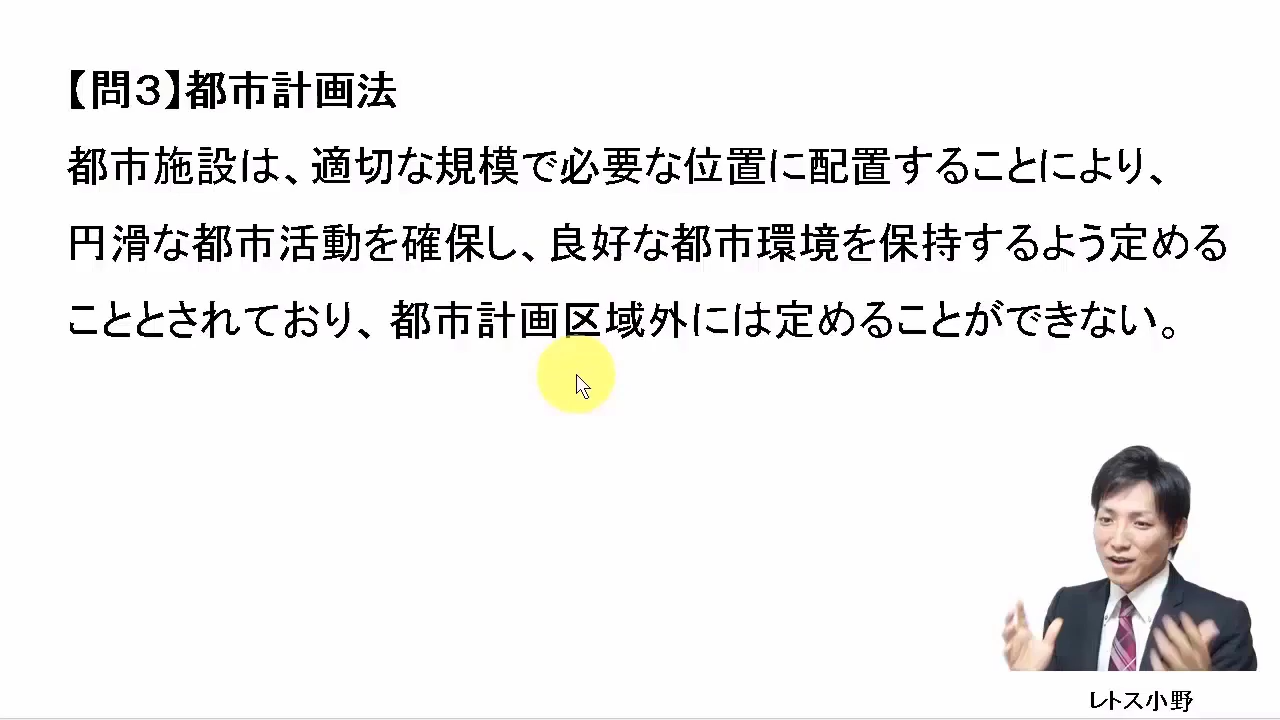 【問3】都市計画法
都市施設は、適切な規模で必要な位置に配置することにより、
円滑な都市活動を確保し、良好な都市環境を保持するよう定める
こととされており、都市計画区域外には定めることができない。
レトス小野